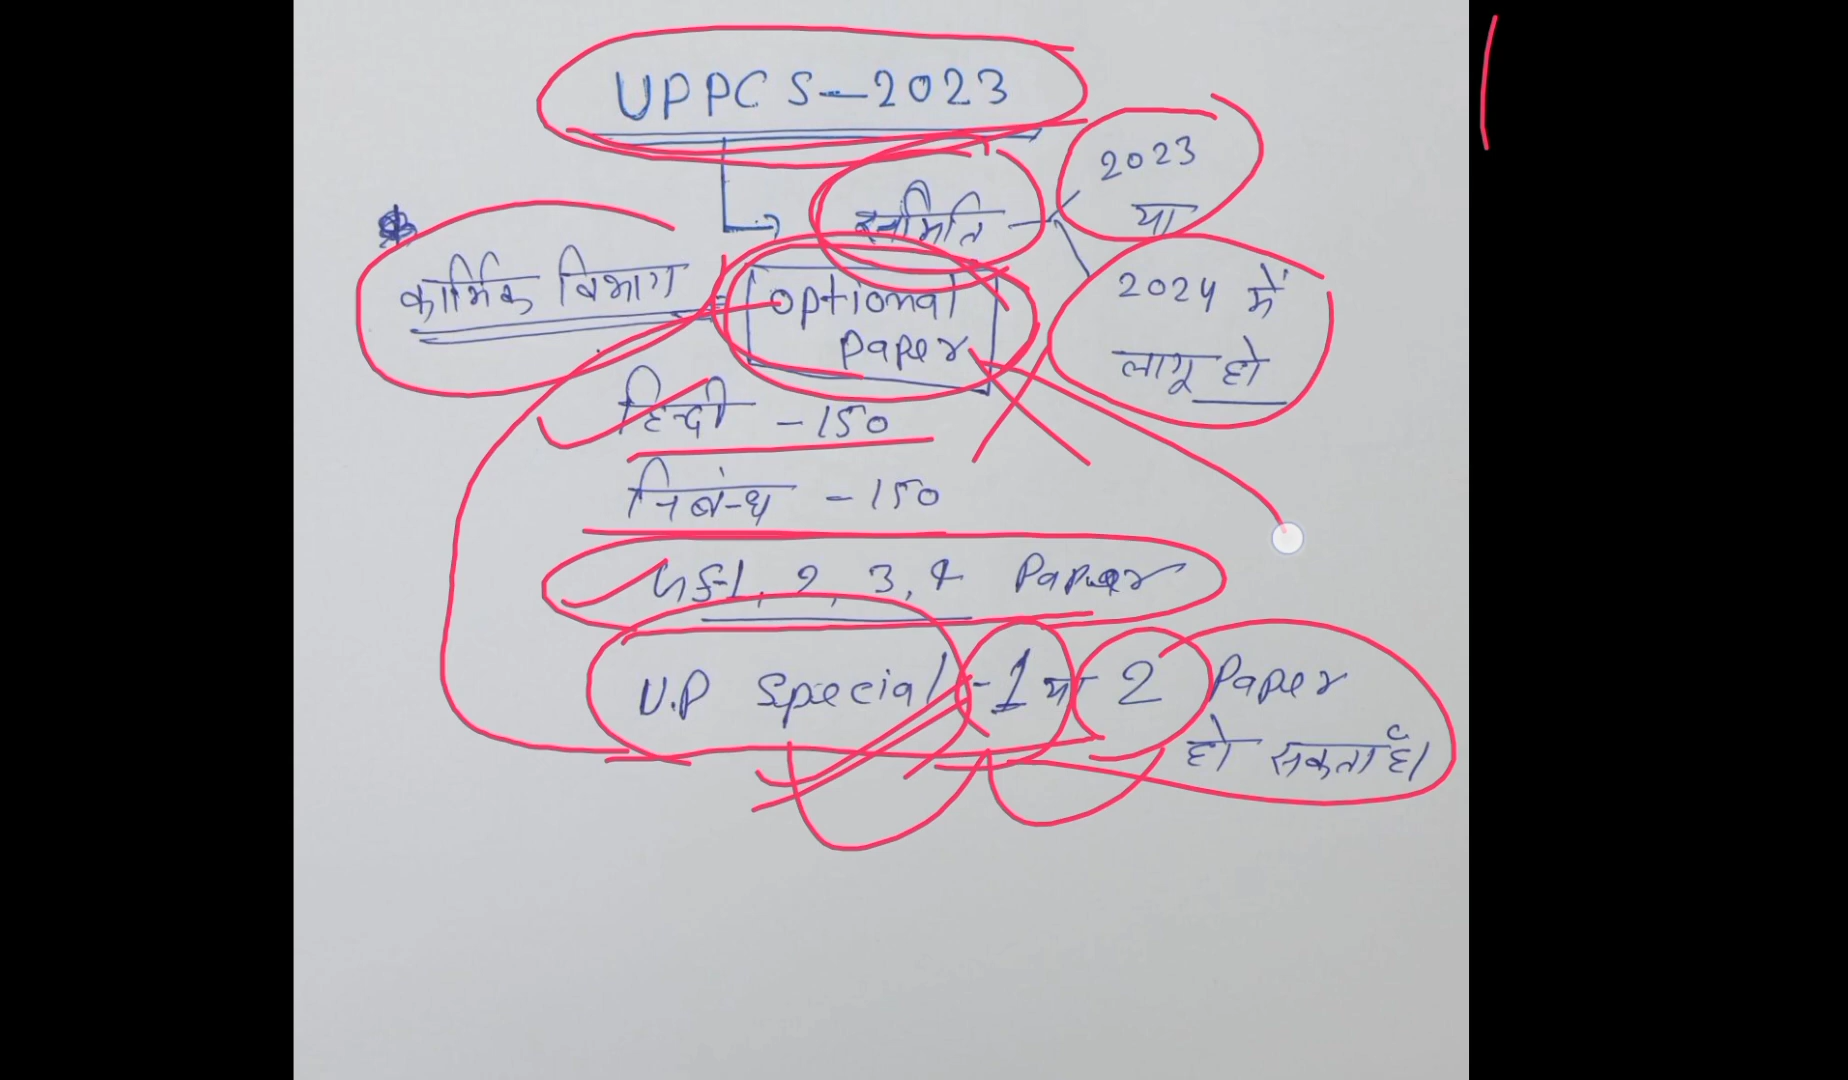 UPPCS-2023
समिति
2023
या
2024 में
लागू हो
कार्मिक विभाग
optional
paper
हिन्दी - 150
निबंन्ध - 150
1, 2, 3, 4 Paper
U.P Special - 1 या 2 Paper
हो सकता है।